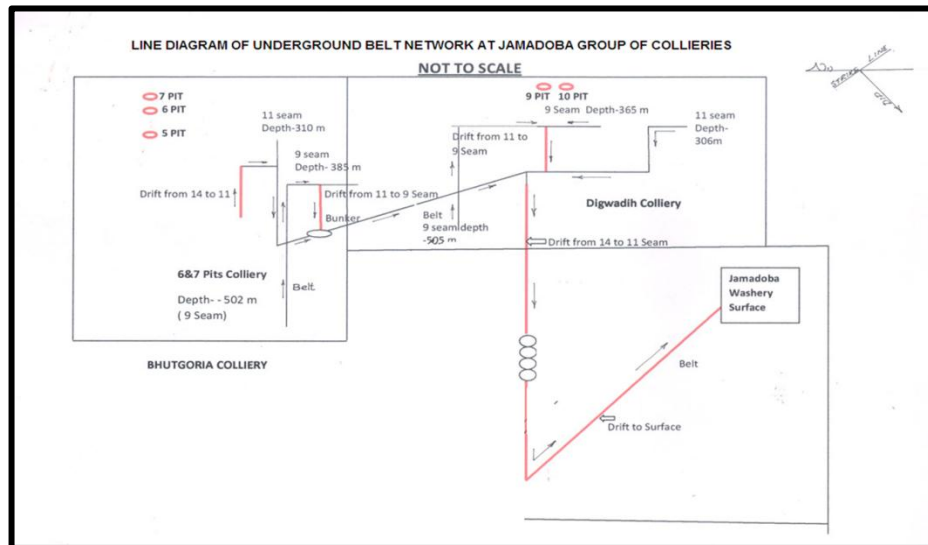 LINE DIAGRAM OF UNDERGROUND BELT NETWORK AT JAMADOBA GROUP OF COLLIERIES
NOT TO SCALE
STRIKE LINE
DIP
7 PIT
6 PIT
5 PIT
11 seam
Depth-310 m
9 seam
Depth- 385 m
Drift from 14 to 11
Drift from 11 to 9 Seam
Bunker
6&7 Pits Colliery
Depth- - 502 m
( 9 Seam)
Belt
BHUTGORIA COLLIERY
9 PIT 10 PIT
9 Seam Depth-365 m
Drift from 11 to
9 Seam
11 seam
Depth-
306m
Belt
9 seam depth
-505 m
Digwadih Colliery
Drift from 14 to 11 Seam
Jamadoba
Washery
Surface
Belt
Drift to Surface